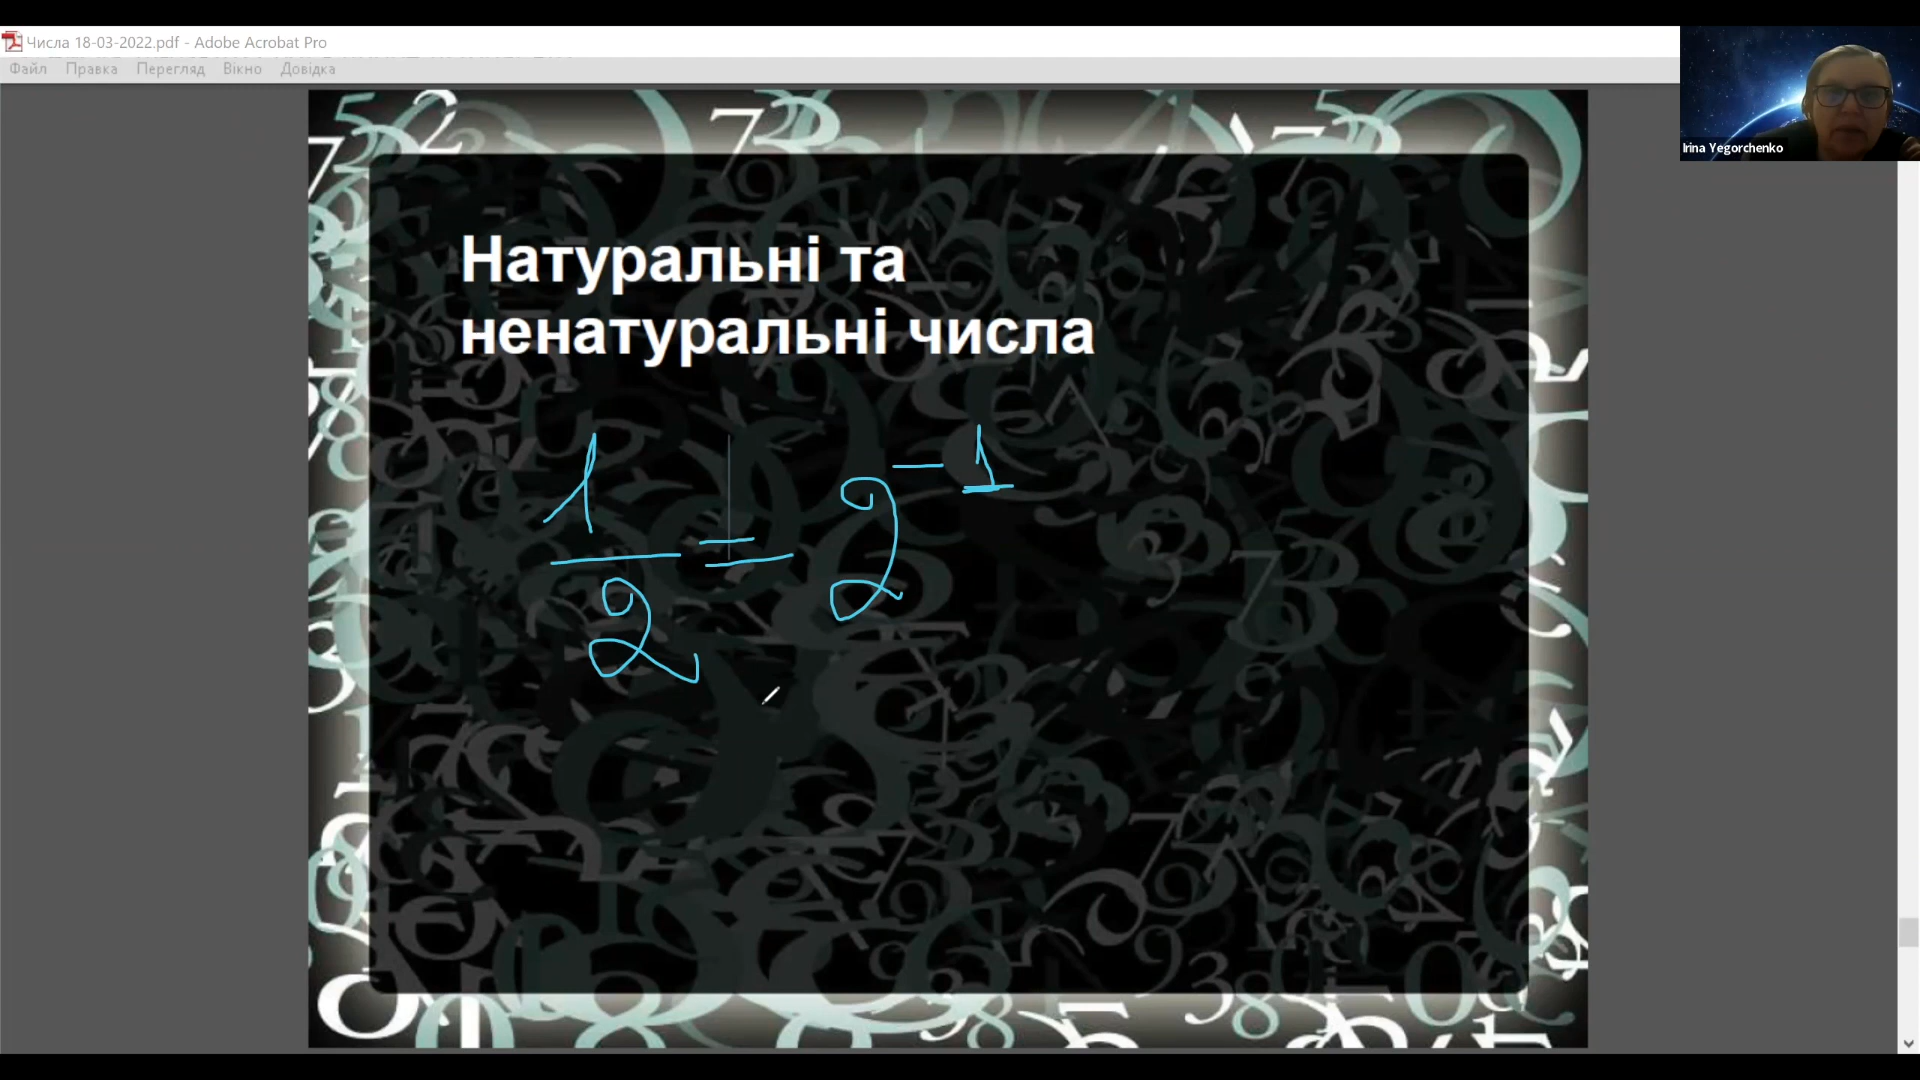 Числа 18-03-2022.pdf - Adobe Acrobat Pro
Файл Правка Перегляд Вікно Довідка
Irina Yegorchenko
Натуральні та
ненатуральні числа
1/2 = 2⁻¹